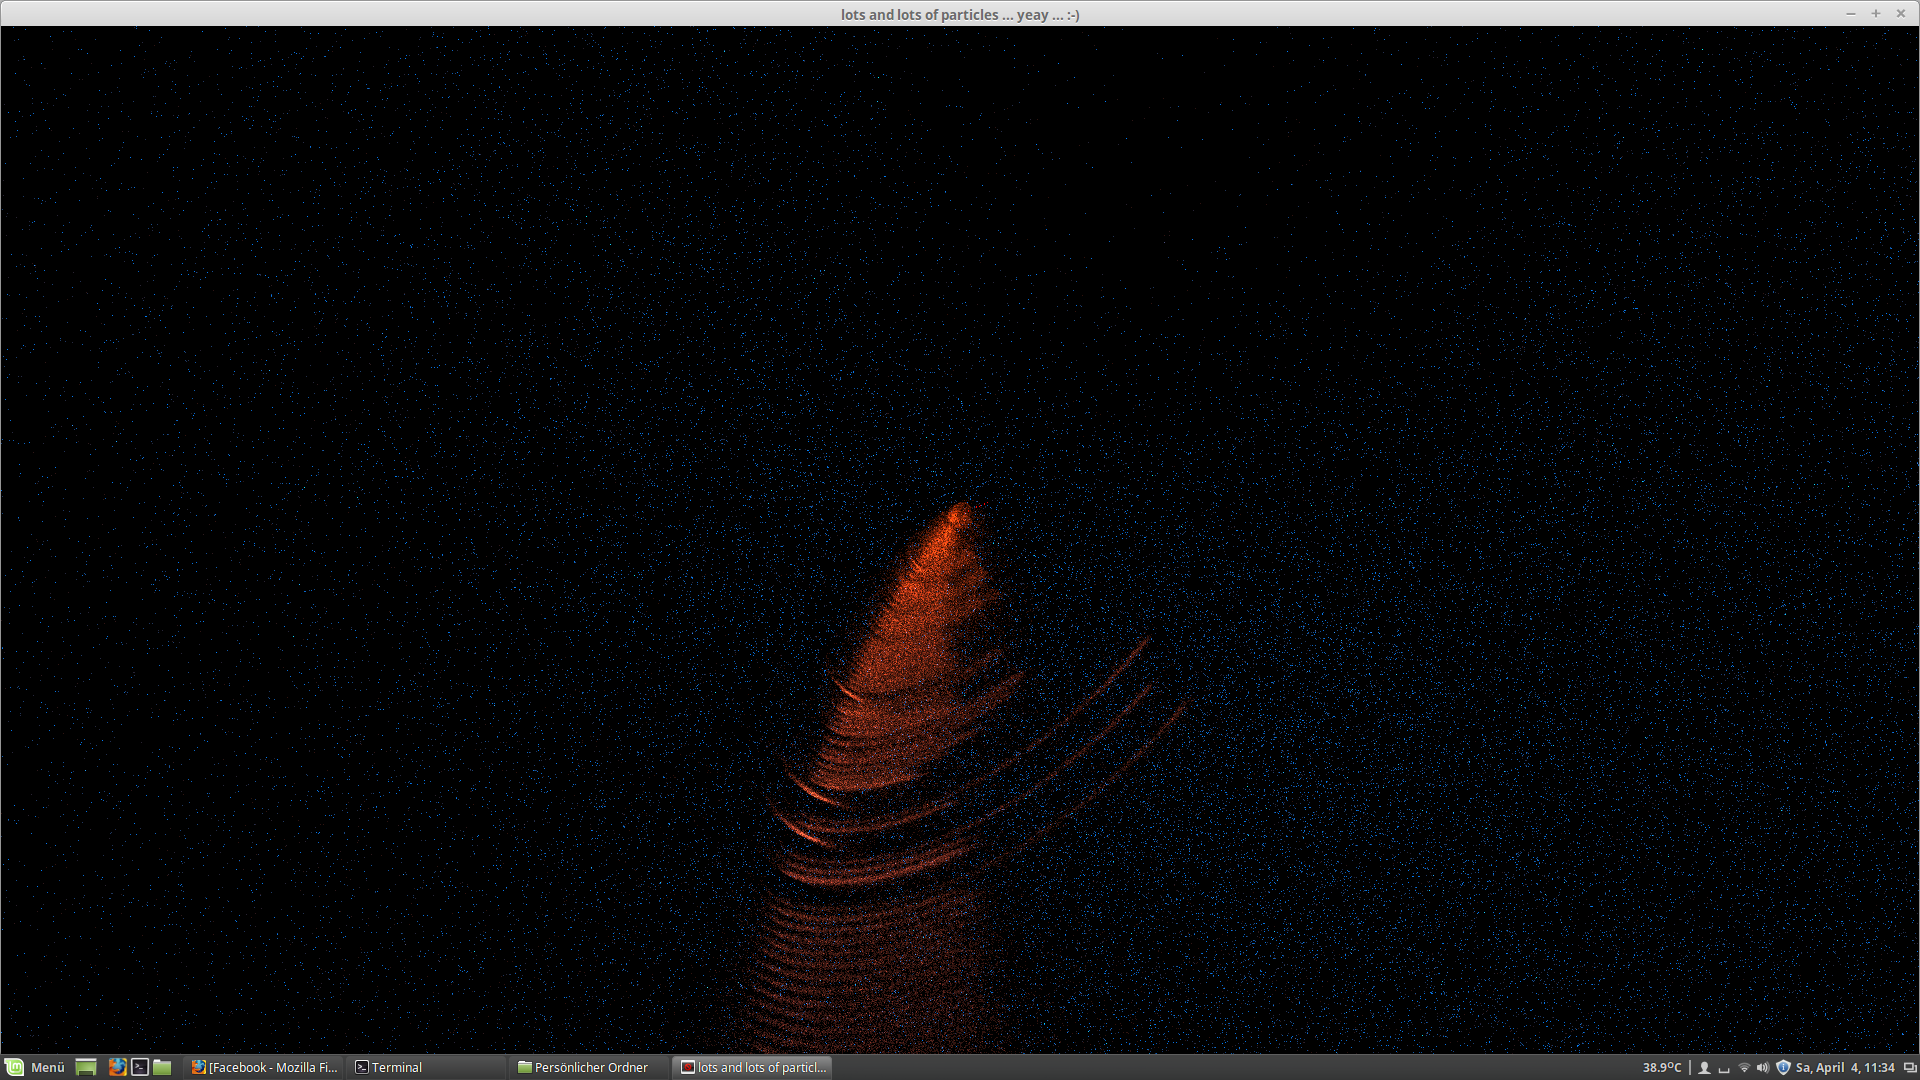 lots and lots of particles ... yeay ... :-)
Menü
[Facebook - Mozilla Fi...
Terminal
Persönlicher Ordner
lots and lots of particl...
38.9°C
Sa, April 4, 11:34